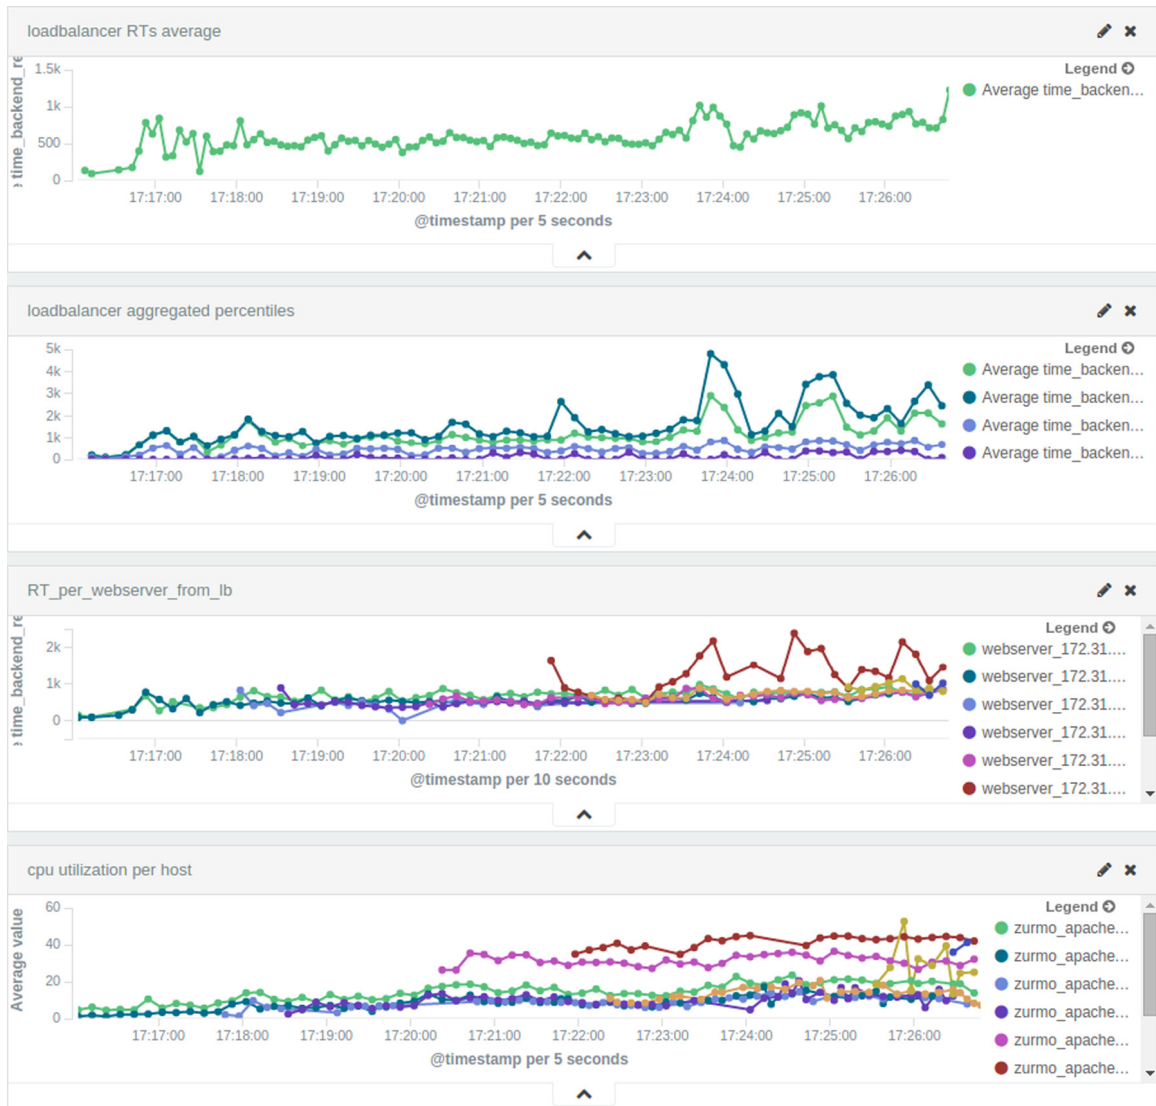 loadbalancer RTs average
Legend
Average time_backen...
time_backend_re
1.5k
1k
500
0
17:17:00 17:18:00 17:19:00 17:20:00 17:21:00 17:22:00 17:23:00 17:24:00 17:25:00 17:26:00
@timestamp per 5 seconds
loadbalancer aggregated percentiles
Legend
Average time_backen...
Average time_backen...
Average time_backen...
Average time_backen...
5k
4k
3k
2k
1k
0
17:17:00 17:18:00 17:19:00 17:20:00 17:21:00 17:22:00 17:23:00 17:24:00 17:25:00 17:26:00
@timestamp per 5 seconds
RT_per_webserver_from_lb
Legend
webserver_172.31....
webserver_172.31....
webserver_172.31....
webserver_172.31....
webserver_172.31....
webserver_172.31....
time_backend_re
2k
1k
0
17:17:00 17:18:00 17:19:00 17:20:00 17:21:00 17:22:00 17:23:00 17:24:00 17:25:00 17:26:00
@timestamp per 10 seconds
cpu utilization per host
Legend
zurmo_apache...
zurmo_apache...
zurmo_apache...
zurmo_apache...
zurmo_apache...
zurmo_apache...
Average value
60
40
20
0
17:17:00 17:18:00 17:19:00 17:20:00 17:21:00 17:22:00 17:23:00 17:24:00 17:25:00 17:26:00
@timestamp per 5 seconds